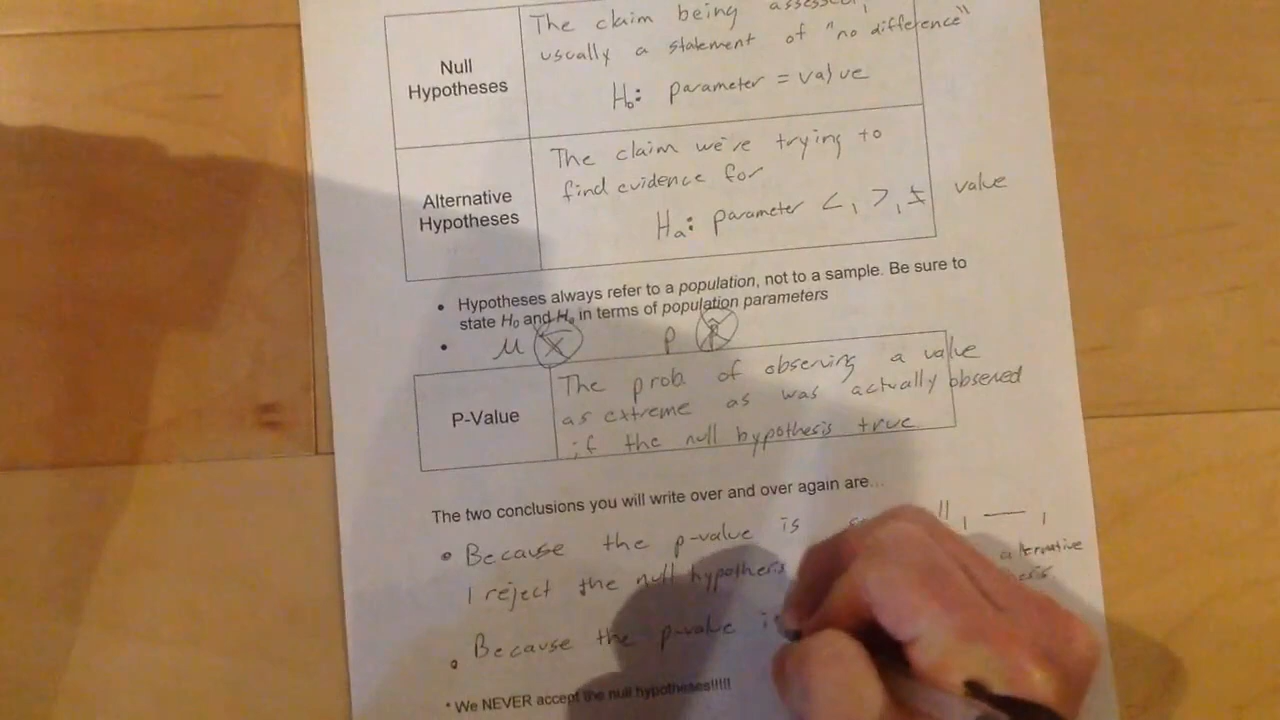 The claim being
usually a statement of "no difference"
Null
Hypotheses
H₀: parameter = value
The claim we're trying to
find evidence for
Alternative
Hypotheses
Hₐ: parameter <, >, ≠ value
• Hypotheses always refer to a population, not to a sample. Be sure to
state H₀ and Hₐ in terms of population parameters
• μ x̄ p p̂
The prob. of observing a value
as extreme as was actually observed
if the null hypothesis true
P-Value
The two conclusions you will write over and over again are...
• Because the p-value is
I reject the null hypothesis alternative
• Because the p-value is
* We NEVER accept the null hypotheses!!!!!